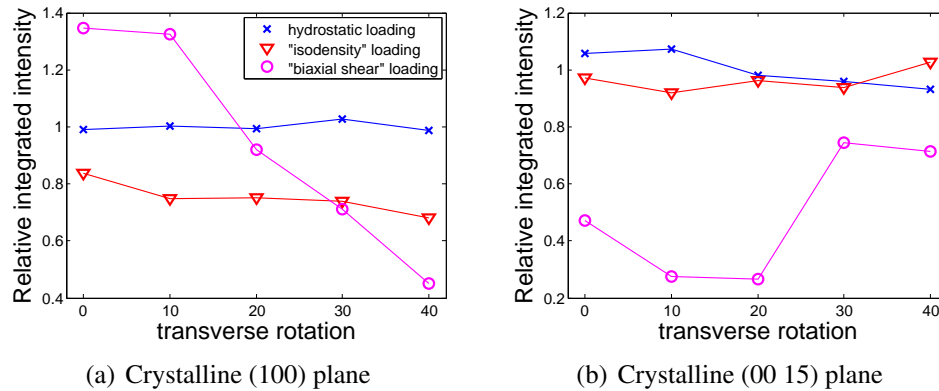 1.4
1.2
1
0.8
0.6
0.4
Relative integrated intensity
0 10 20 30 40
transverse rotation
hydrostatic loading
"isodensity" loading
"biaxial shear" loading
(a) Crystalline (100) plane
1.2
1
0.8
0.6
0.4
0.2
Relative integrated intensity
0 10 20 30 40
transverse rotation
(b) Crystalline (00 15) plane